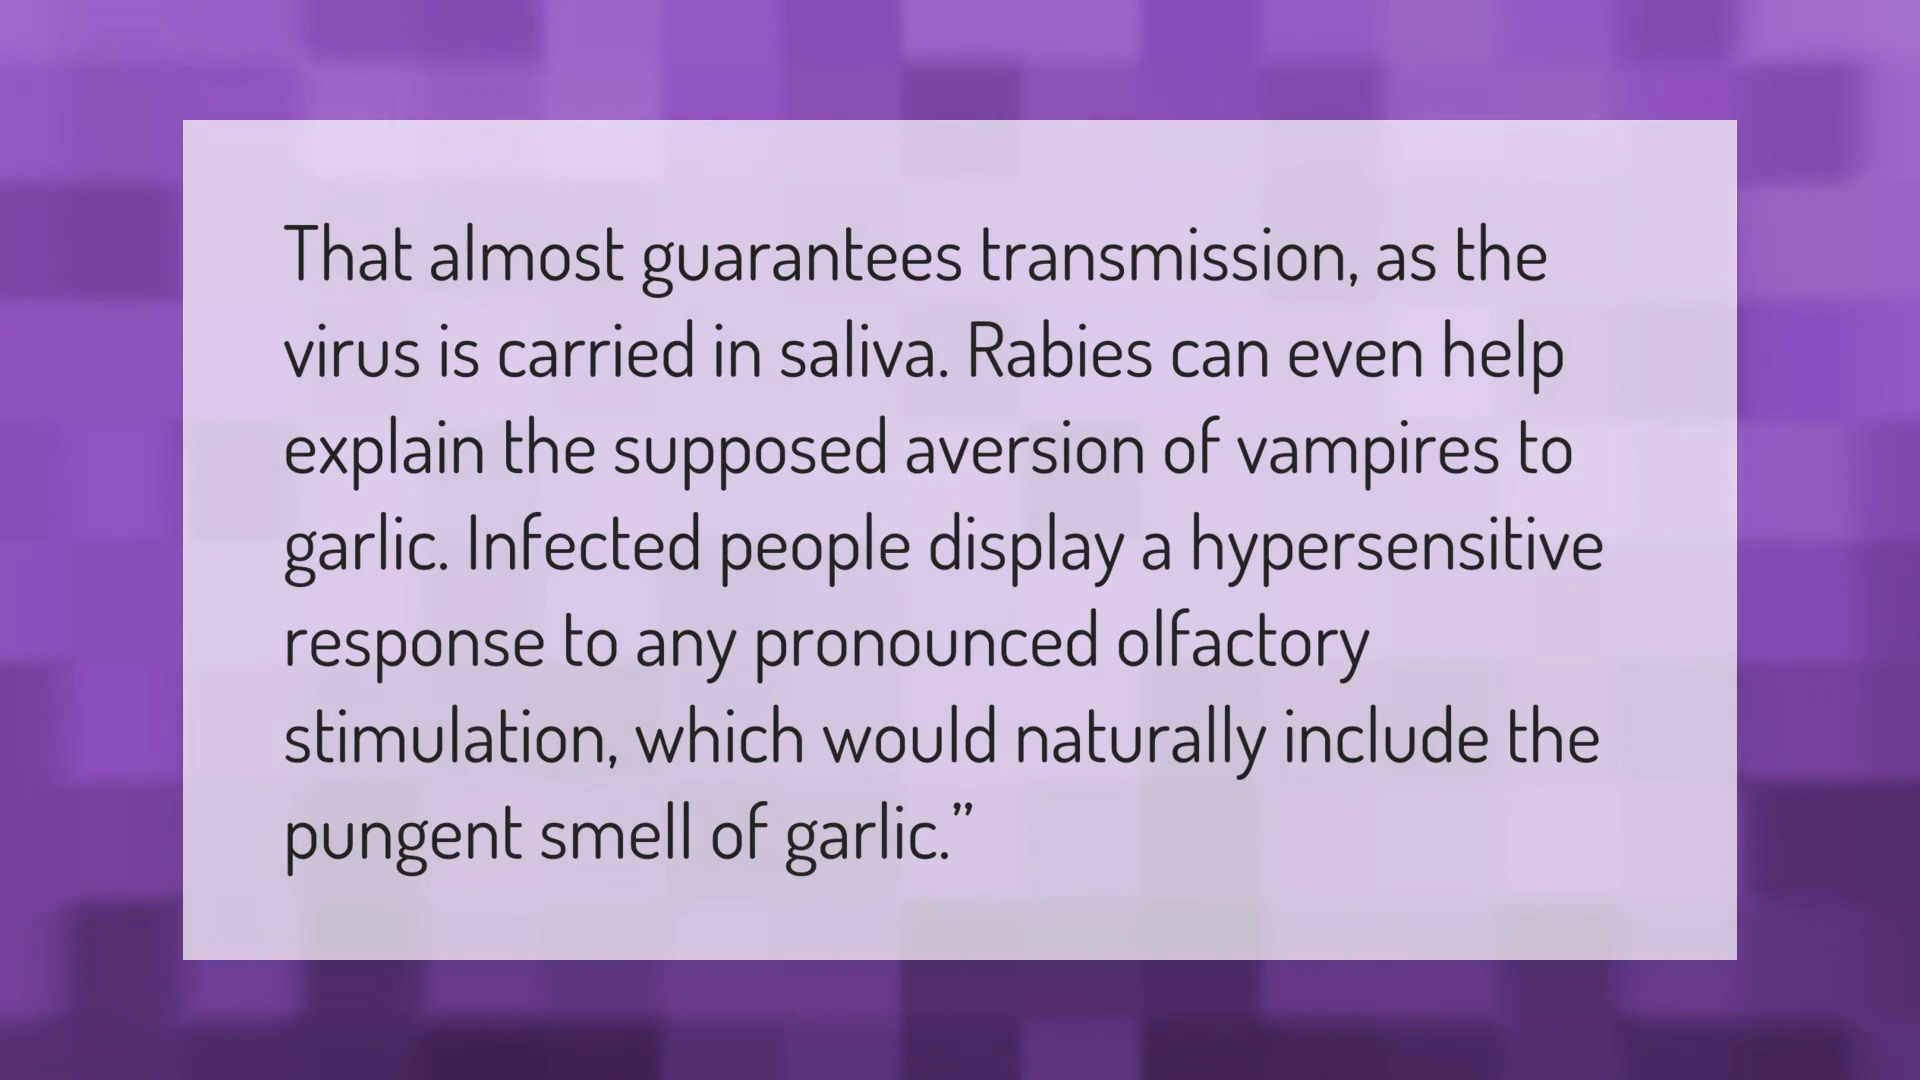 That almost guarantees transmission, as the
virus is carried in saliva. Rabies can even help
explain the supposed aversion of vampires to
garlic. Infected people display a hypersensitive
response to any pronounced olfactory
stimulation, which would naturally include the
pungent smell of garlic.”